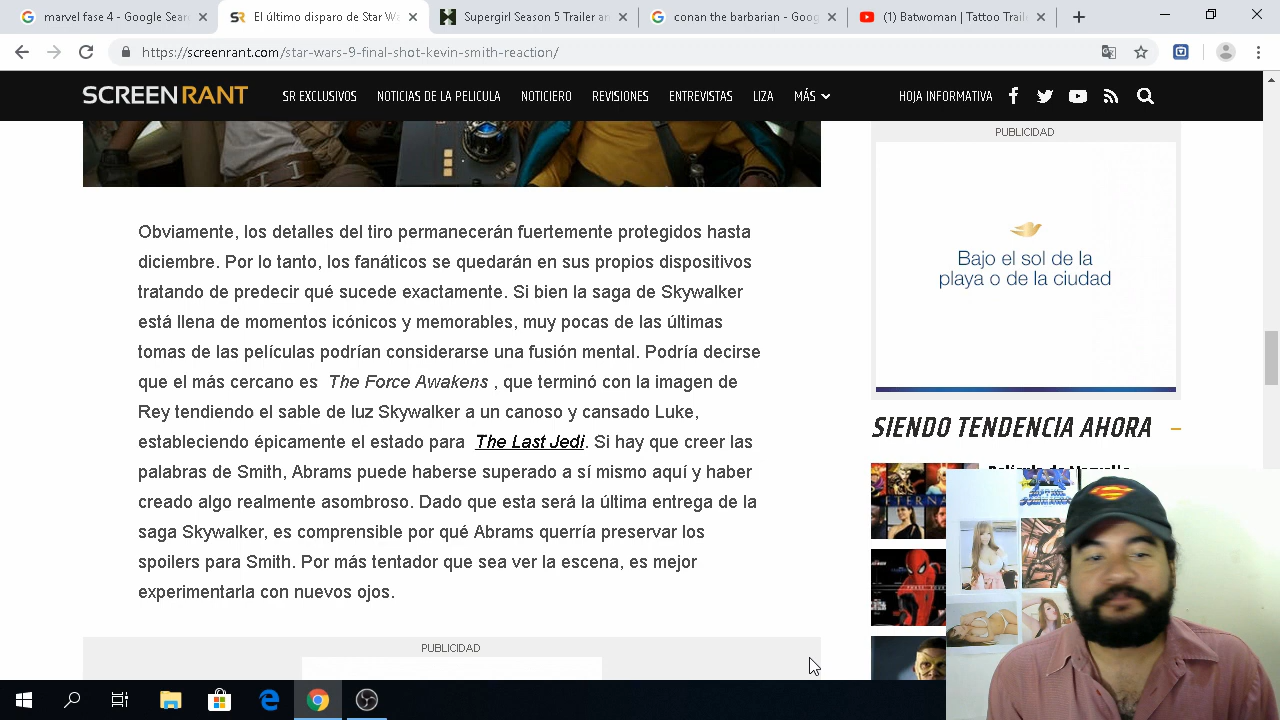 marvel fase 4 - Google Sear
SR El último disparo de Star Wa
Supergirl Season 5 Trailer an
conan the barbarian - Goog
(1) Batwoman | Tattoo Traile
https://screenrant.com/star-wars-9-final-shot-kevin-smith-reaction/
SCREENRANT
SR EXCLUSIVOS NOTICIAS DE LA PELICULA NOTICIERO REVISIONES ENTREVISTAS LIZA MÁS HOJA INFORMATIVA
PUBLICIDAD
Bajo el sol de la
playa o de la ciudad
Obviamente, los detalles del tiro permanecerán fuertemente protegidos hasta
diciembre. Por lo tanto, los fanáticos se quedarán en sus propios dispositivos
tratando de predecir qué sucede exactamente. Si bien la saga de Skywalker
está llena de momentos icónicos y memorables, muy pocas de las últimas
tomas de las películas podrían considerarse una fusión mental. Podría decirse
que el más cercano es The Force Awakens , que terminó con la imagen de
Rey tendiendo el sable de luz Skywalker a un canoso y cansado Luke,
estableciendo épicamente el estado para The Last Jedi. Si hay que creer las
palabras de Smith, Abrams puede haberse superado a sí mismo aquí y haber
creado algo realmente asombroso. Dado que esta será la última entrega de la
saga Skywalker, es comprensible por qué Abrams querría preservar los
spoilers para Smith. Por más tentador que sea ver la escena, es mejor
experimentarla con nuevos ojos.
SIENDO TENDENCIA AHORA
ETERNA
PUBLICIDAD